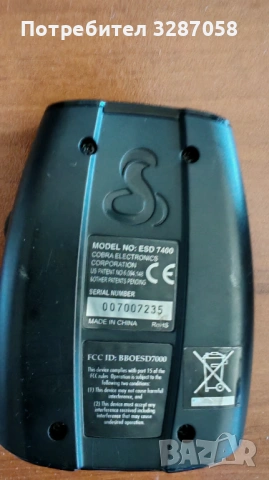 Потребител 3287058
MODEL NO: ESD 7400
COBRA ELECTRONICS
CORPORATION
US PATENT NO 6,094,148
OTHER PATENTS PENDING
CE
SERIAL NUMBER
007007235
MADE IN CHINA RoHS
FCC ID: BBOESD7000
This device complies with part 15 of the
FCC rules. Operation is subject to the
following two conditions:
(1) This device may not cause harmful
interference, and
(2) This device must accept any
interference received including
interference that may cause
undesired operation.
BAZAR